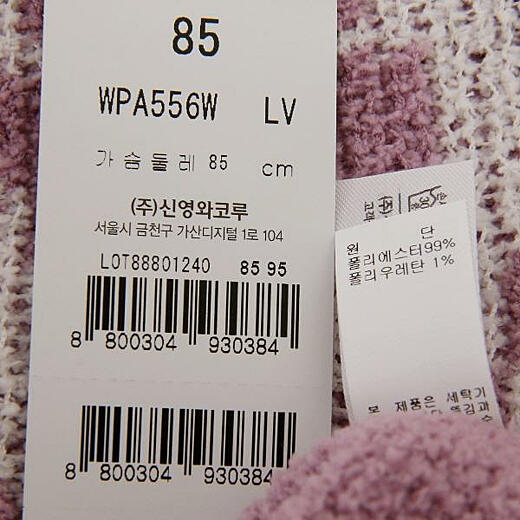 85
WPA556W LV
가슴둘레 85 cm
(주)신영와코루
서울시 금천구 가산디지털 1로 104
LOT88801240 85 95
8 800304 930384
8 800304 930384
원 단
폴리에스터99%
폴리우레탄 1%
본 제품은 세탁기